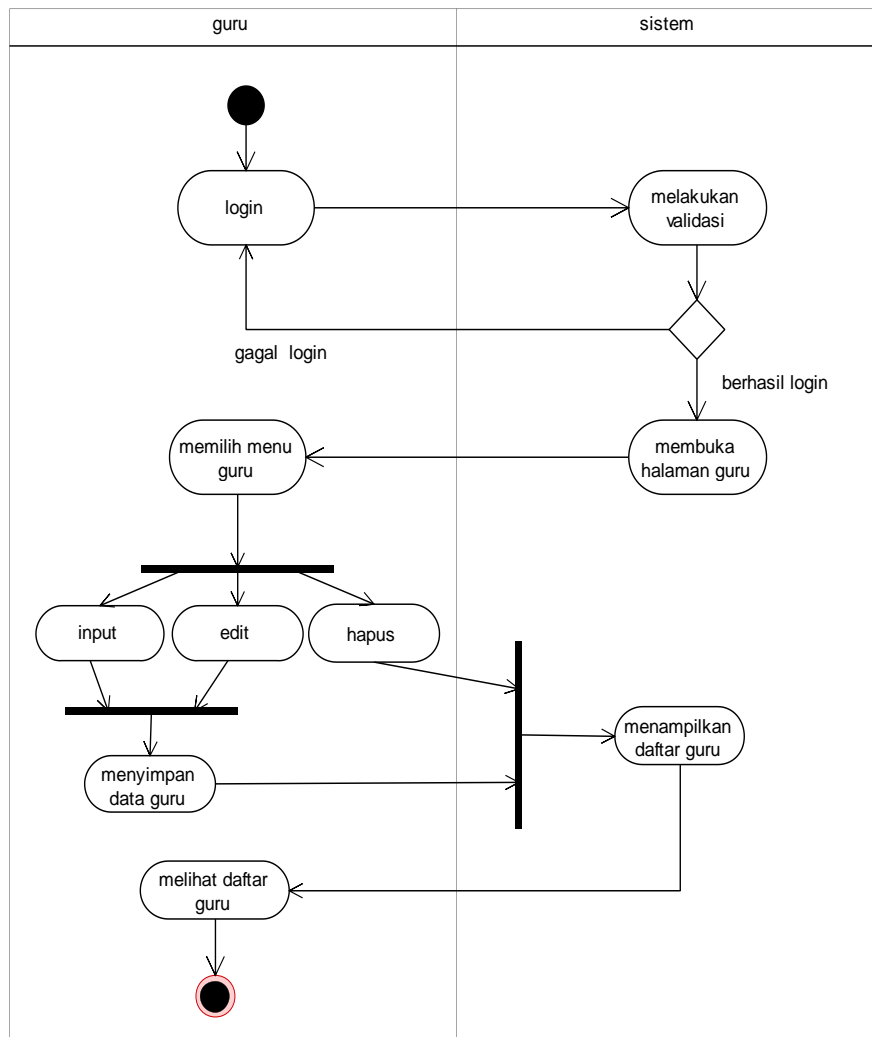 guru
sistem
login
melakukan
validasi
gagal login
berhasil login
memilih menu
guru
membuka
halaman guru
input
edit
hapus
menampilkan
daftar guru
menyimpan
data guru
melihat daftar
guru